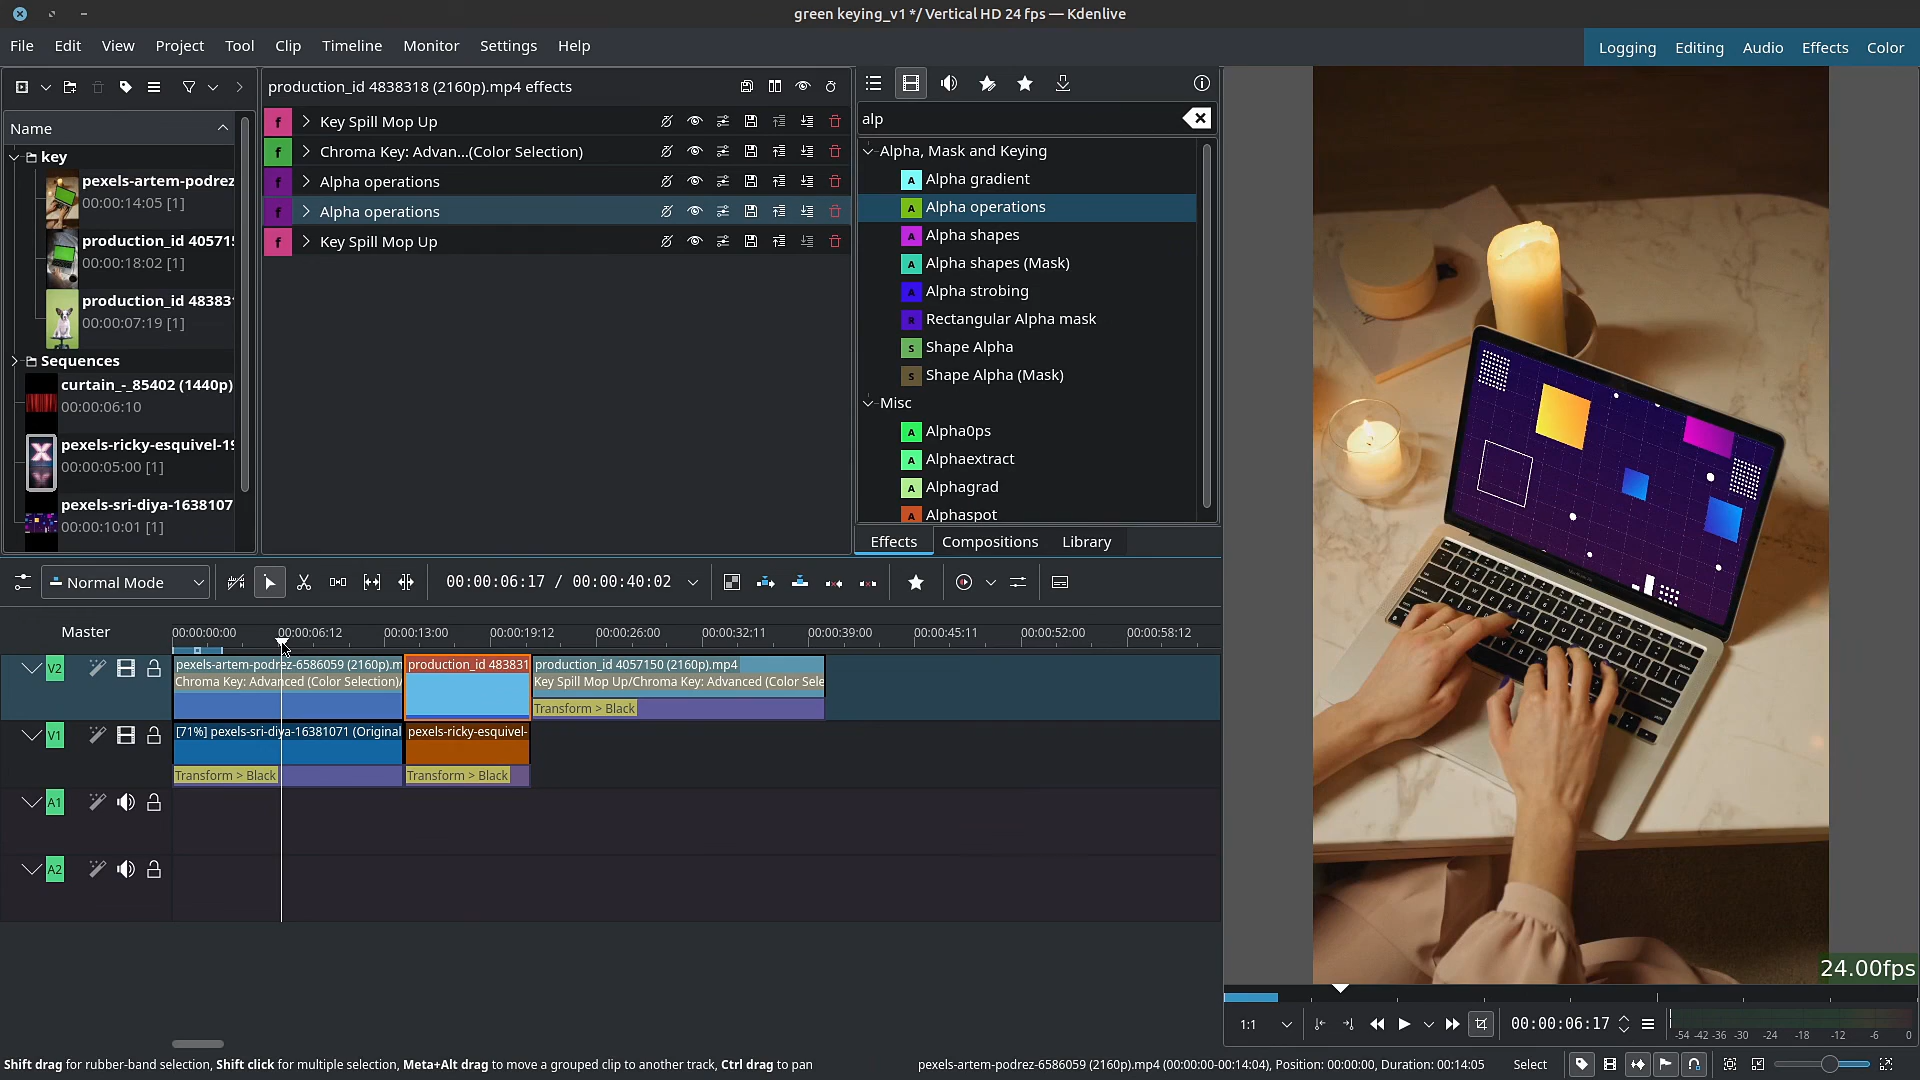 green keying_v1 */ Vertical HD 24 fps — Kdenlive
File Edit View Project Tool Clip Timeline Monitor Settings Help
Logging Editing Audio Effects Color
Name
key
pexels-artem-podrez
00:00:14:05 [1]
production_id 405715
00:00:18:02 [1]
production_id 48383
00:00:07:19 [1]
Sequences
curtain_-_85402 (1440p)
00:00:06:10
pexels-ricky-esquivel-19
00:00:05:00 [1]
pexels-sri-diya-1638107
00:00:10:01 [1]
production_id 4838318 (2160p).mp4 effects
f Key Spill Mop Up
f Chroma Key: Advan...(Color Selection)
f Alpha operations
f Alpha operations
f Key Spill Mop Up
alp
Alpha, Mask and Keying
A Alpha gradient
A Alpha operations
A Alpha shapes
A Alpha shapes (Mask)
A Alpha strobing
R Rectangular Alpha mask
S Shape Alpha
S Shape Alpha (Mask)
Misc
A Alpha0ps
A Alphaextract
A Alphagrad
A Alphaspot
Effects Compositions Library
Normal Mode
00:00:06:17 / 00:00:40:02
Master
00:00:00:00 00:00:06:12 00:00:13:00 00:00:19:12 00:00:26:00 00:00:32:11 00:00:39:00 00:00:45:11 00:00:52:00 00:00:58:12
V2
pexels-artem-podrez-6586059 (2160p).m
Chroma Key: Advanced (Color Selection)/
production_id 483831
production_id 4057150 (2160p).mp4
Key Spill Mop Up/Chroma Key: Advanced (Color Sele
Transform > Black
V1
[71%] pexels-sri-diya-16381071 (Original
Transform > Black
pexels-ricky-esquivel-
Transform > Black
A1
A2
24.00fps
1:1
00:00:06:17
-54 -42 -36 -30 -24 -18 -12 -6 0
Shift drag for rubber-band selection, Shift click for multiple selection, Meta+Alt drag to move a grouped clip to another track, Ctrl drag to pan
pexels-artem-podrez-6586059 (2160p).mp4 (00:00:00:00-00:14:04), Position: 00:00:00, Duration: 00:14:05
Select